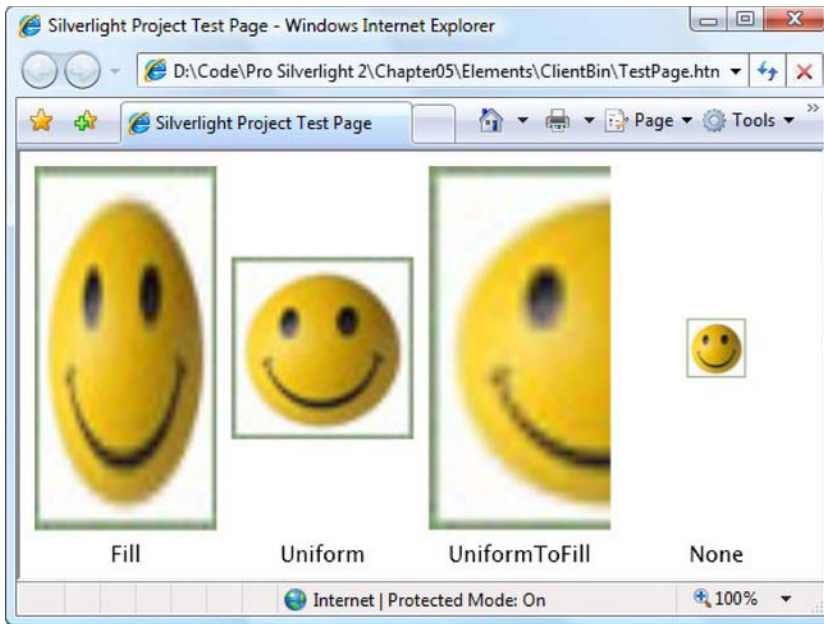 Silverlight Project Test Page - Windows Internet Explorer
D:\Code\Pro Silverlight 2\Chapter05\Elements\ClientBin\TestPage.htn
Silverlight Project Test Page
Page
Tools
Fill
Uniform
UniformToFill
None
Internet | Protected Mode: On
100%